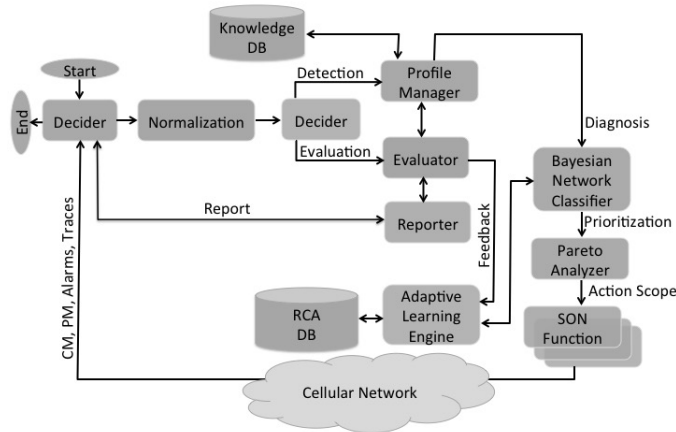 Knowledge
DB
Start
Detection
Profile
Manager
End
Decider
Normalization
Decider
Diagnosis
Evaluation
Evaluator
Bayesian
Network
Classifier
Report
Reporter
Feedback
Prioritization
Pareto
Analyzer
CM, PM, Alarms, Traces
Action Scope
RCA
DB
Adaptive
Learning
Engine
SON
Function
Cellular Network